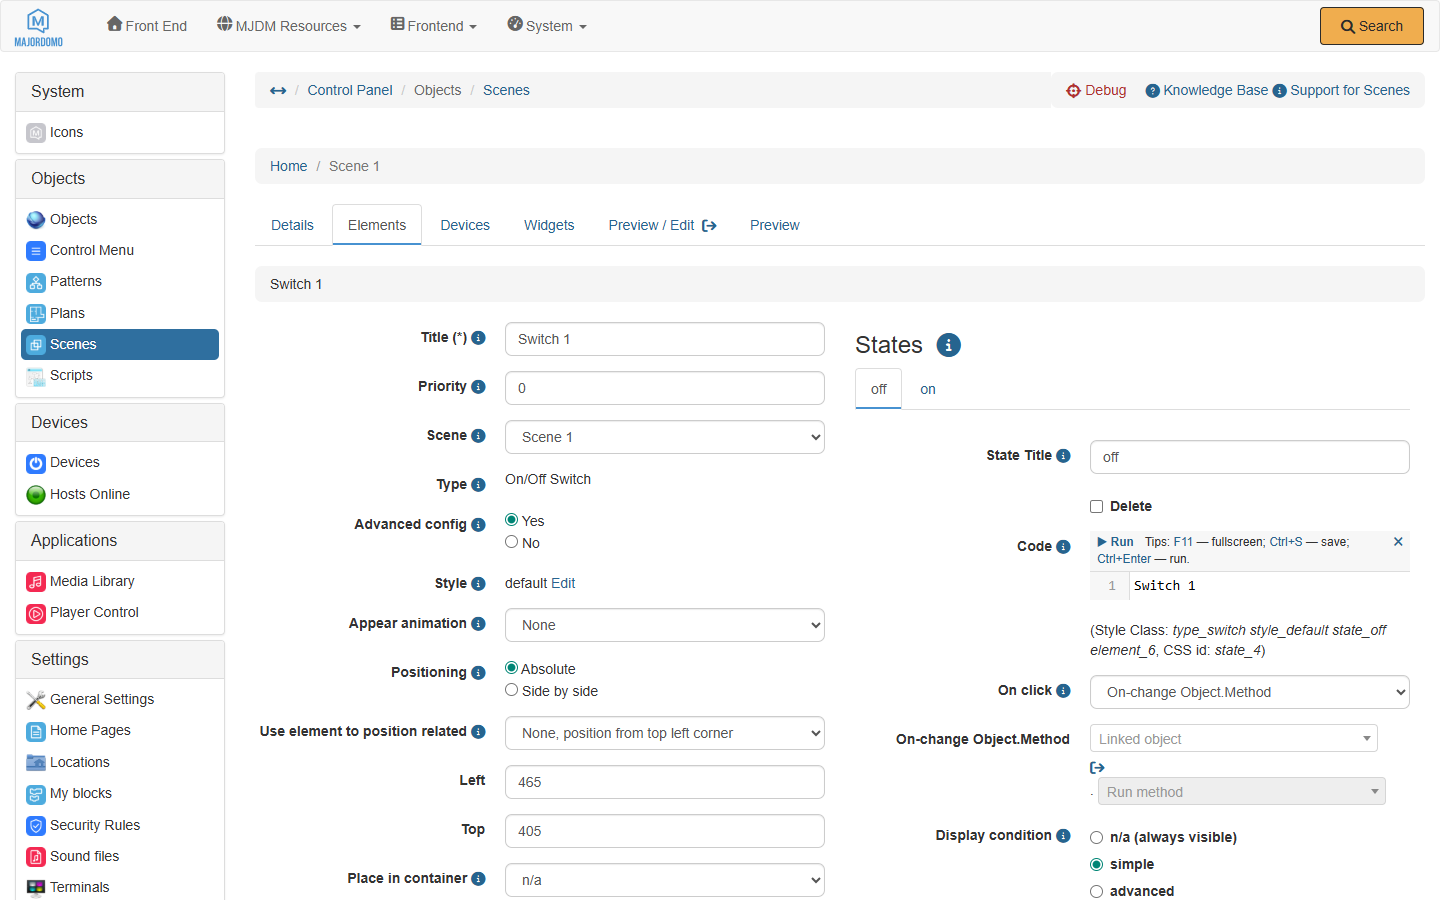 MAJORDOMO
Front End
MJDM Resources
Frontend
System
Search
System
Icons
Objects
Objects
Control Menu
Patterns
Plans
Scenes
Scripts
Devices
Devices
Hosts Online
Applications
Media Library
Player Control
Settings
General Settings
Home Pages
Locations
My blocks
Security Rules
Sound files
Terminals
/ Control Panel / Objects / Scenes
Debug
Knowledge Base
Support for Scenes
Home / Scene 1
Details
Elements
Devices
Widgets
Preview / Edit
Preview
Switch 1
Title (*)
Switch 1
Priority
0
Scene
Scene 1
Type
On/Off Switch
Advanced config
Yes
No
Style
default Edit
Appear animation
None
Positioning
Absolute
Side by side
Use element to position related
None, position from top left corner
Left
465
Top
405
Place in container
n/a
States
off
on
State Title
off
Delete
Code
Run Tips: F11 — fullscreen; Ctrl+S — save;
Ctrl+Enter — run.
1 Switch 1
(Style Class: type_switch style_default state_off
element_6, CSS id: state_4)
On click
On-change Object.Method
On-change Object.Method
Linked object
. Run method
Display condition
n/a (always visible)
simple
advanced